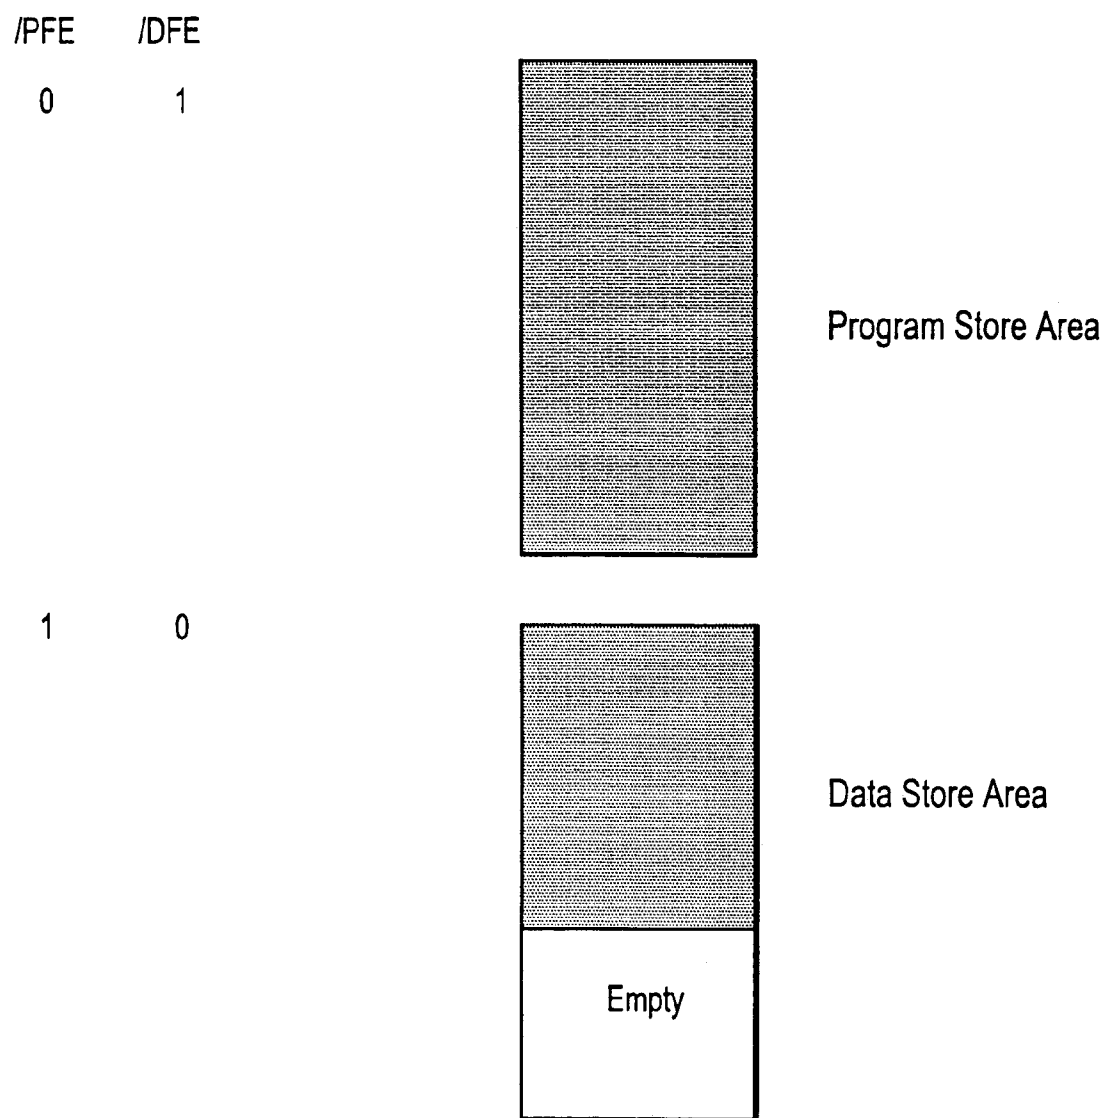 /PFE /DFE
0 1
Program Store Area
1 0
Data Store Area
Empty